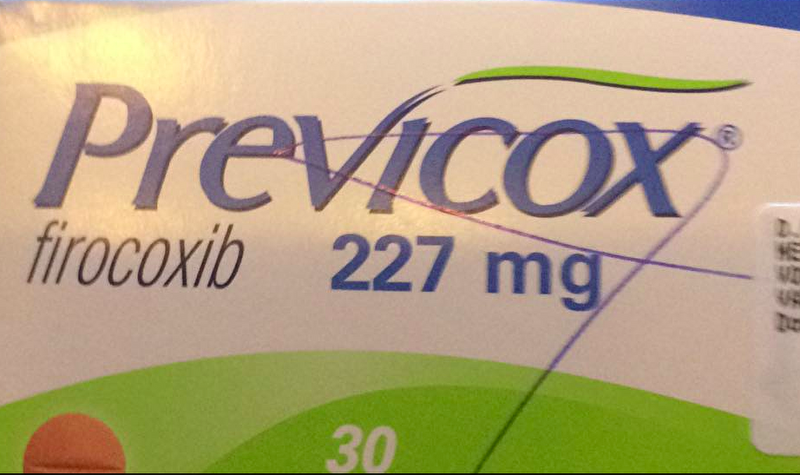 Previcox®
firocoxib
227 mg
30